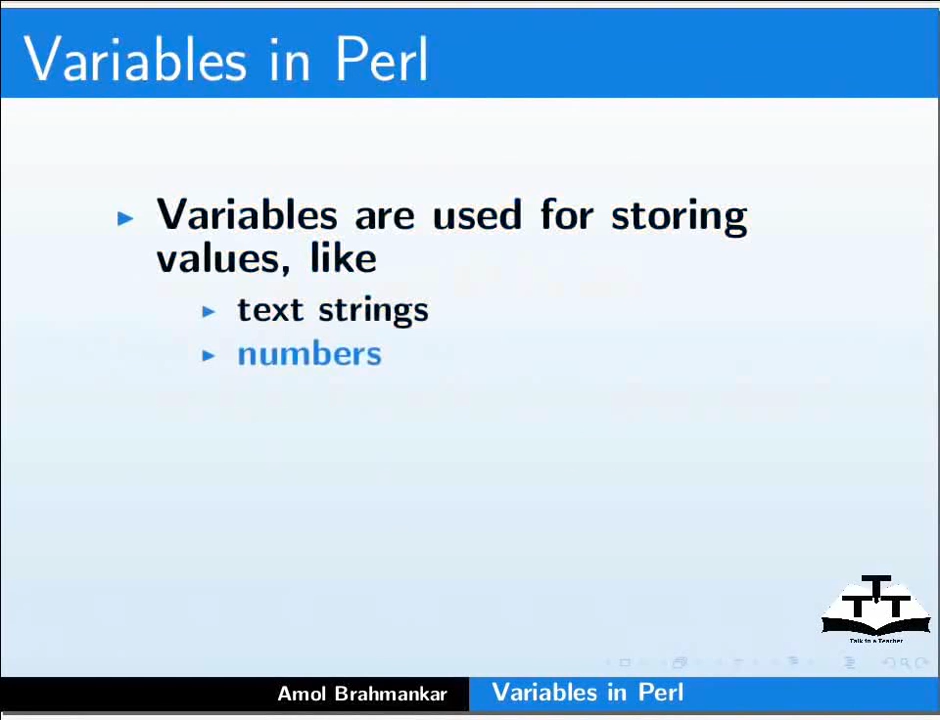 Variables in Perl
Variables are used for storing
values, like
text strings
numbers
T
T T
Talk to a Teacher
Amol Brahmankar
Variables in Perl